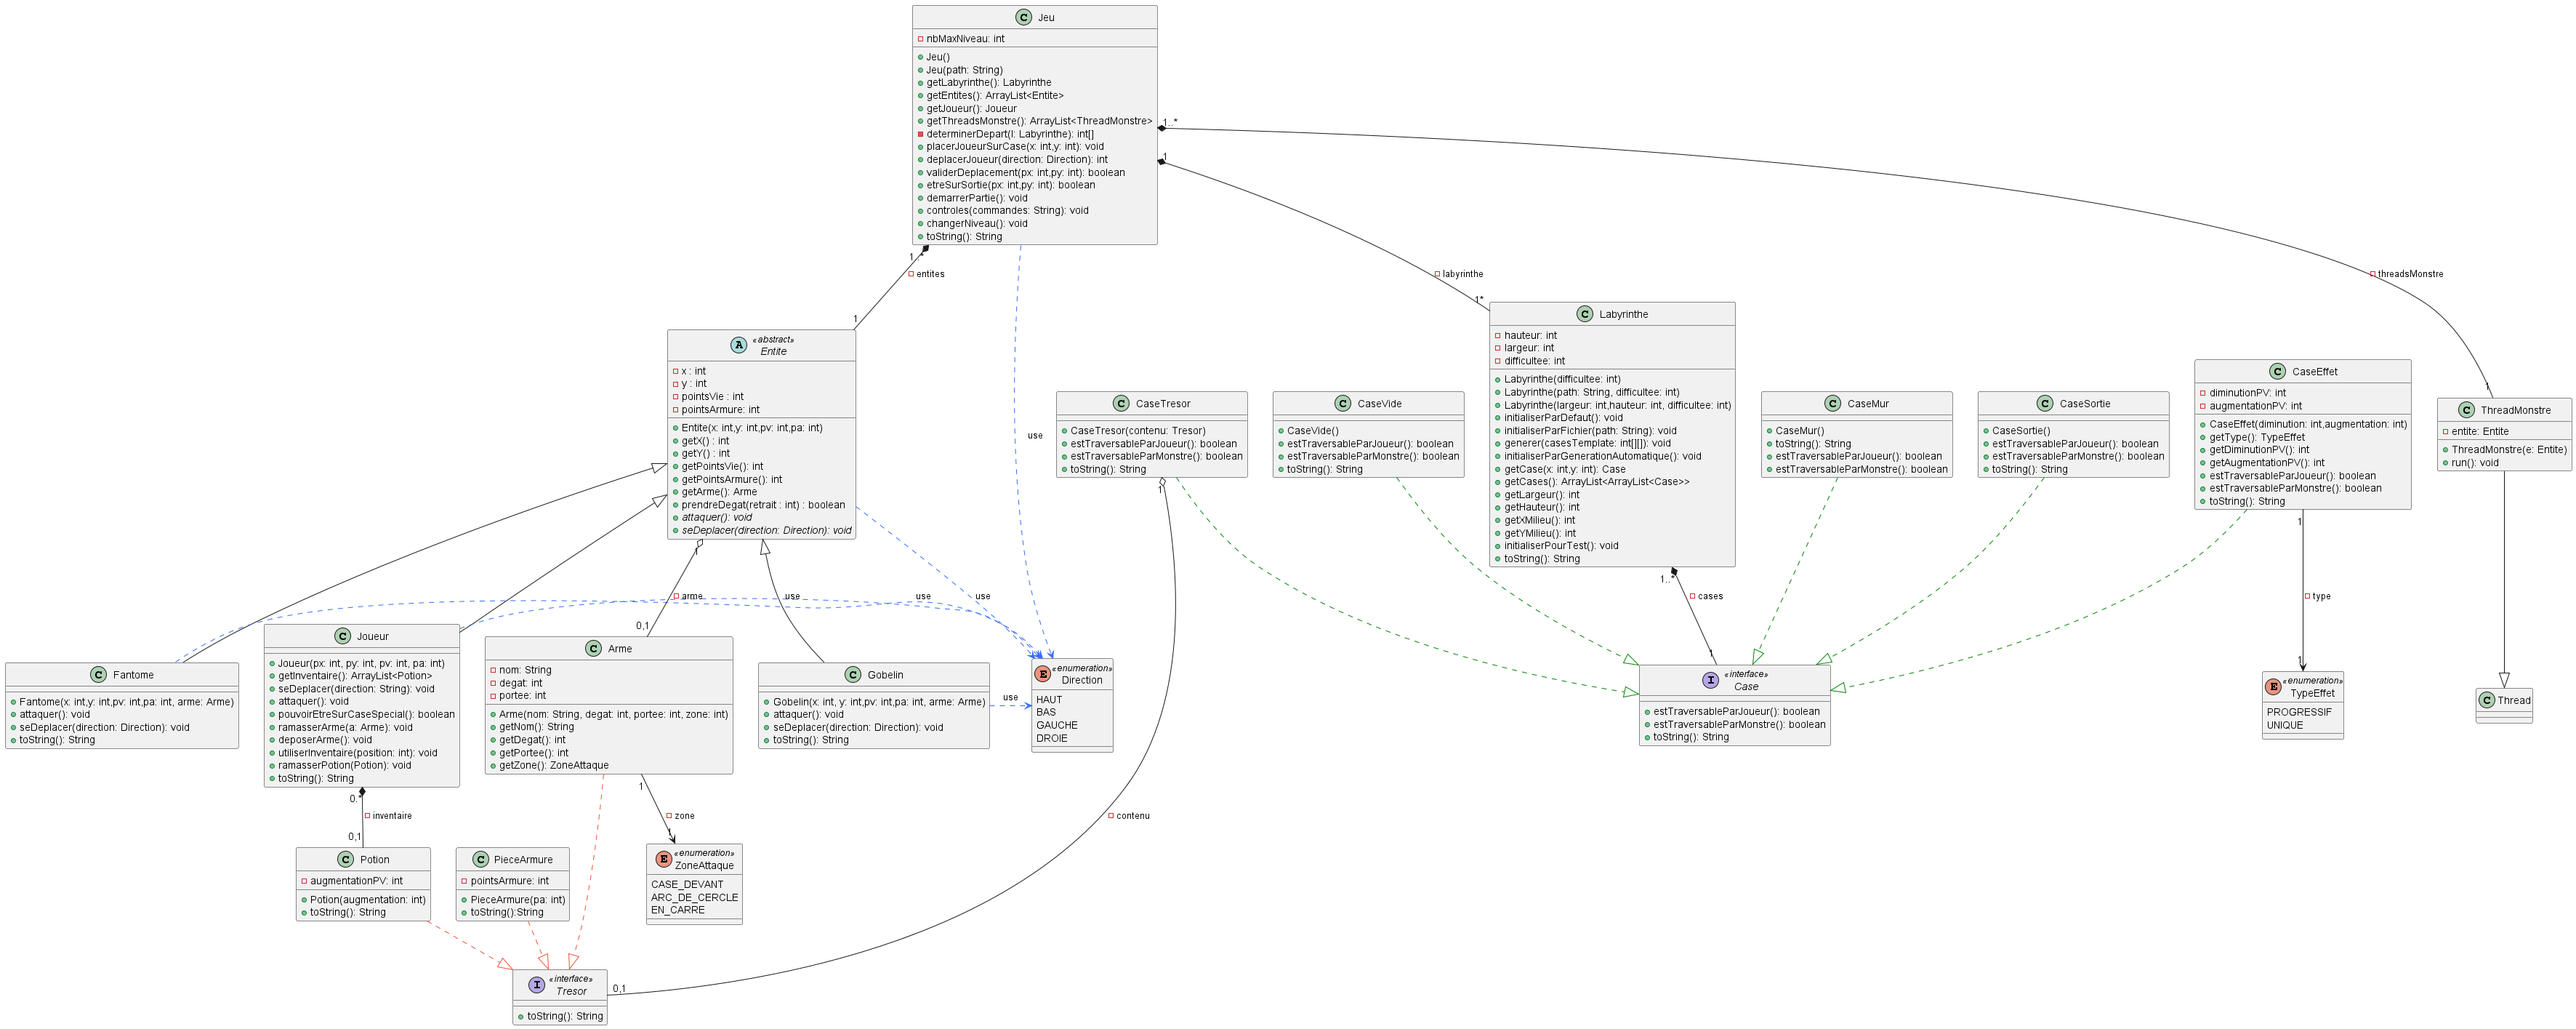 Jeu
nbMaxNiveau: int
Jeu()
Jeu(path: String)
getLabyrinthe(): Labyrinthe
getEntites(): ArrayList<Entite>
getJoueur(): Joueur
getThreadsMonstre(): ArrayList<ThreadMonstre>
determinerDepart(l: Labyrinthe): int[]
placerJoueurSurCase(x: int,y: int): void
deplacerJoueur(direction: Direction): int
validerDeplacement(px: int,py: int): boolean
etreSurSortie(px: int,py: int): boolean
demarrerPartie(): void
controles(commandes: String): void
changerNiveau(): void
toString(): String
1..*
1
1..*
entites
labyrinthe
threadsMonstre
1
1*
1
use
«abstract»
Entite
x : int
y : int
pointsVie : int
pointsArmure: int
Entite(x: int,y: int,pv: int,pa: int)
getX() : int
getY() : int
getPointsVie(): int
getPointsArmure(): int
getArme(): Arme
prendreDegat(retrait : int) : boolean
attaquer(): void
seDeplacer(direction: Direction): void
CaseTresor
CaseTresor(contenu: Tresor)
estTraversableParJoueur(): boolean
estTraversableParMonstre(): boolean
toString(): String
CaseVide
CaseVide()
estTraversableParJoueur(): boolean
estTraversableParMonstre(): boolean
toString(): String
Labyrinthe
hauteur: int
largeur: int
difficultee: int
Labyrinthe(difficultee: int)
Labyrinthe(path: String, difficultee: int)
Labyrinthe(largeur: int,hauteur: int, difficultee: int)
initialiserParDefaut(): void
initialiserParFichier(path: String): void
generer(casesTemplate: int[][]): void
initialiserParGenerationAutomatique(): void
getCase(x: int,y: int): Case
getCases(): ArrayList<ArrayList<Case>>
getLargeur(): int
getHauteur(): int
getXMilieu(): int
getYMilieu(): int
initialiserPourTest(): void
toString(): String
CaseMur
CaseMur()
toString(): String
estTraversableParJoueur(): boolean
estTraversableParMonstre(): boolean
CaseSortie
CaseSortie()
estTraversableParJoueur(): boolean
estTraversableParMonstre(): boolean
toString(): String
CaseEffet
diminutionPV: int
augmentationPV: int
CaseEffet(diminution: int,augmentation: int)
getType(): TypeEffet
getDiminutionPV(): int
getAugmentationPV(): int
estTraversableParJoueur(): boolean
estTraversableParMonstre(): boolean
toString(): String
ThreadMonstre
entite: Entite
ThreadMonstre(e: Entite)
run(): void
1
1
1..*
1
arme
use
use
use
cases
type
0,1
1
1
Fantome
Fantome(x: int,y: int,pv: int,pa: int, arme: Arme)
attaquer(): void
seDeplacer(direction: Direction): void
toString(): String
Joueur
Joueur(px: int, py: int, pv: int, pa: int)
getInventaire(): ArrayList<Potion>
seDeplacer(direction: String): void
attaquer(): void
pouvoirEtreSurCaseSpecial(): boolean
ramasserArme(a: Arme): void
deposerArme(): void
utiliserInventaire(position: int): void
ramasserPotion(Potion): void
toString(): String
Arme
nom: String
degat: int
portee: int
Arme(nom: String, degat: int, portee: int, zone: int)
getNom(): String
getDegat(): int
getPortee(): int
getZone(): ZoneAttaque
Gobelin
Gobelin(x: int, y: int,pv: int,pa: int, arme: Arme)
attaquer(): void
seDeplacer(direction: Direction): void
toString(): String
use
«enumeration»
Direction
HAUT
BAS
GAUCHE
DROIE
«interface»
Case
estTraversableParJoueur(): boolean
estTraversableParMonstre(): boolean
toString(): String
«enumeration»
TypeEffet
PROGRESSIF
UNIQUE
Thread
0.*
1
inventaire
zone
contenu
0,1
1
Potion
augmentationPV: int
Potion(augmentation: int)
toString(): String
PieceArmure
pointsArmure: int
PieceArmure(pa: int)
toString():String
«enumeration»
ZoneAttaque
CASE_DEVANT
ARC_DE_CERCLE
EN_CARRE
«interface»
Tresor
toString(): String
0,1